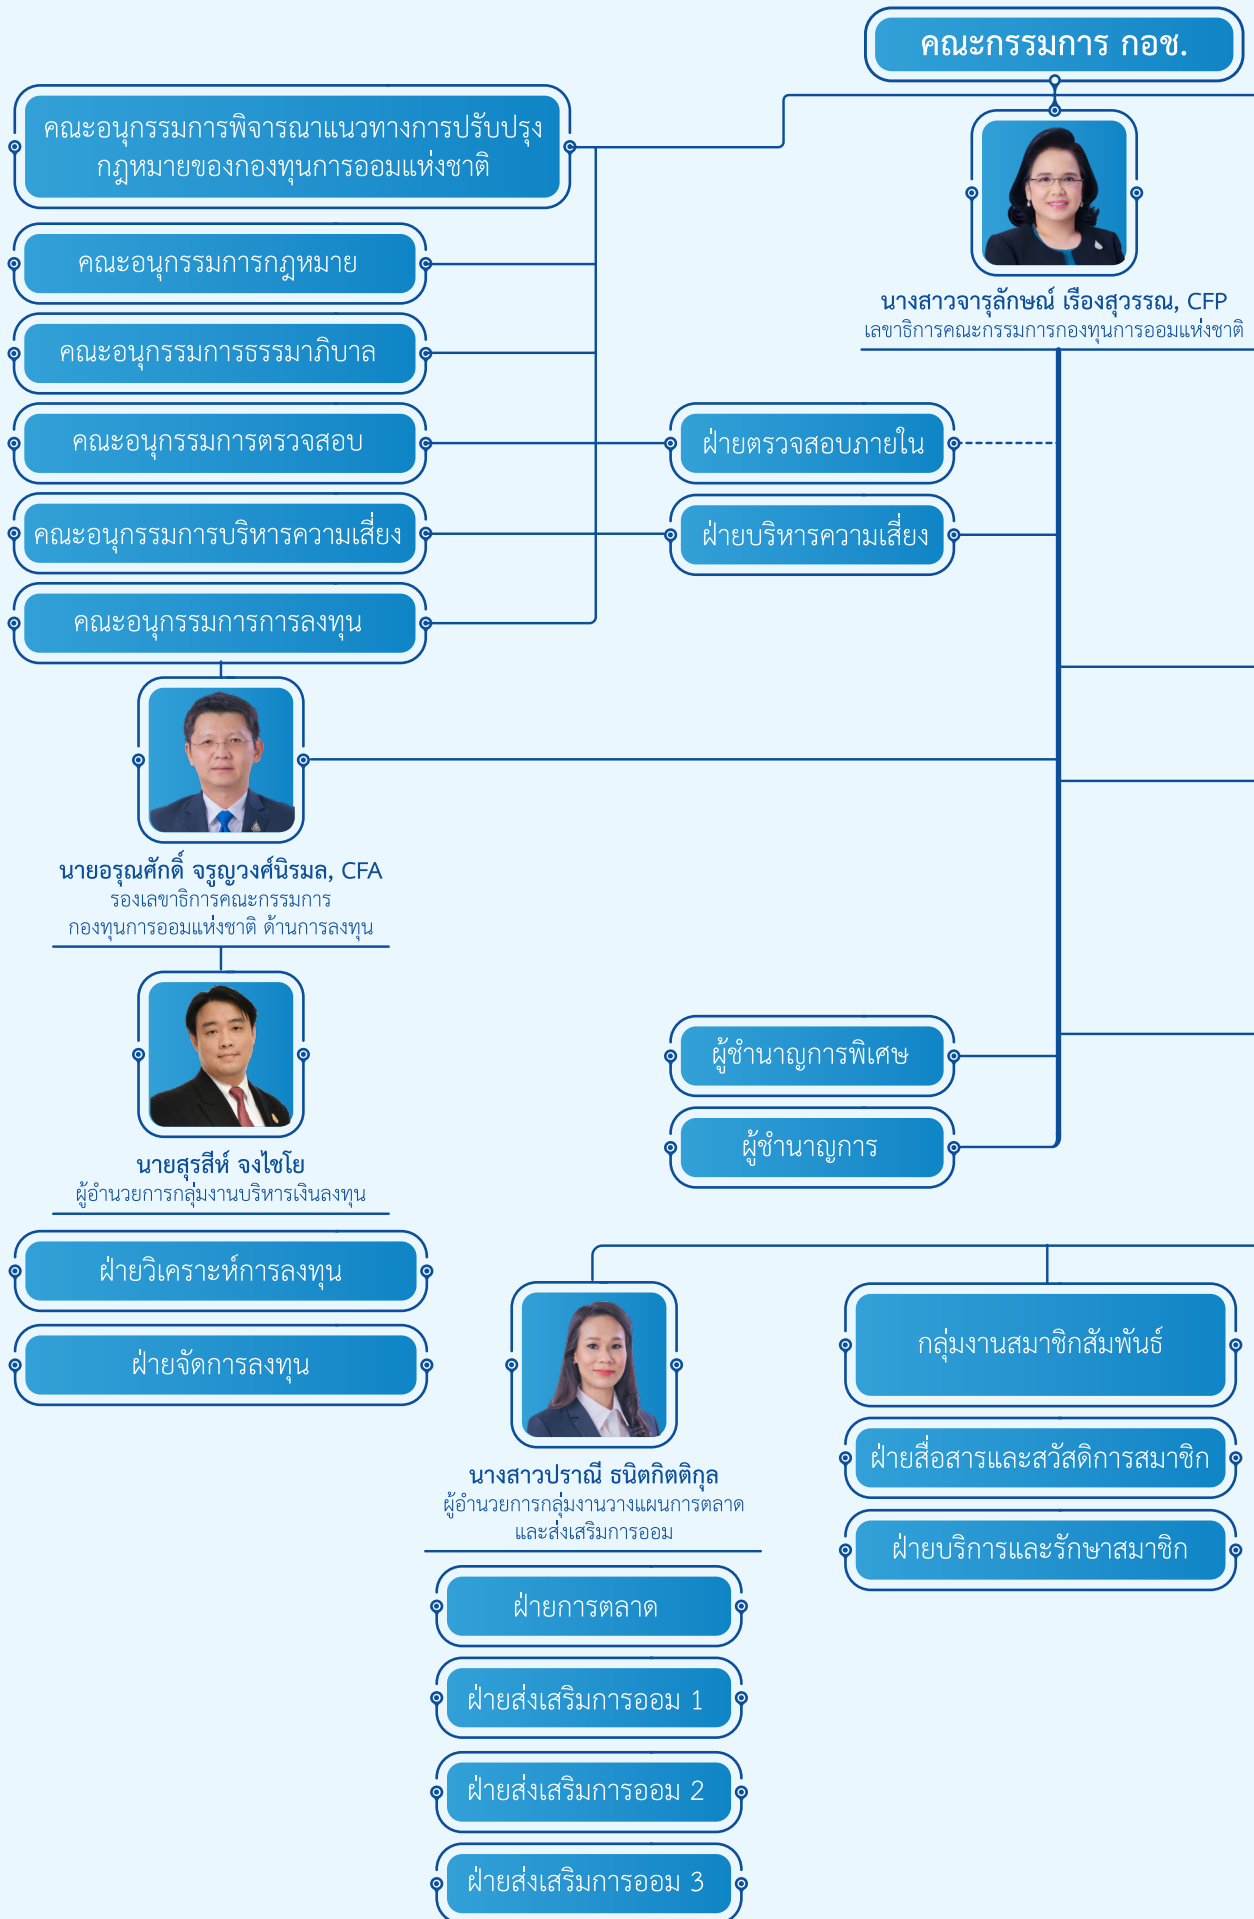 คณะกรรมการ กอช.
คณะอนุกรรมการพิจารณาแนวทางการปรับปรุง
กฎหมายของกองทุนการออมแห่งชาติ
นางสาวจารุลักษณ์ เรืองสุวรรณ, CFP
เลขาธิการคณะกรรมการกองทุนการออมแห่งชาติ
คณะอนุกรรมการกฎหมาย
คณะอนุกรรมการธรรมาภิบาล
คณะอนุกรรมการตรวจสอบ
ฝ่ายตรวจสอบภายใน
คณะอนุกรรมการบริหารความเสี่ยง
ฝ่ายบริหารความเสี่ยง
คณะอนุกรรมการการลงทุน
นายอรุณศักดิ์ จรูญวงศ์นิรมล, CFA
รองเลขาธิการคณะกรรมการ
กองทุนการออมแห่งชาติ ด้านการลงทุน
นายสุรสีห์ จงไชโย
ผู้อำนวยการกลุ่มงานบริหารเงินลงทุน
ฝ่ายวิเคราะห์การลงทุน
ฝ่ายจัดการลงทุน
ผู้ชำนาญการพิเศษ
ผู้ชำนาญการ
นางสาวปราณี ธนิตกิตติกุล
ผู้อำนวยการกลุ่มงานวางแผนการตลาด
และส่งเสริมการออม
ฝ่ายการตลาด
ฝ่ายส่งเสริมการออม 1
ฝ่ายส่งเสริมการออม 2
ฝ่ายส่งเสริมการออม 3
กลุ่มงานสมาชิกสัมพันธ์
ฝ่ายสื่อสารและสวัสดิการสมาชิก
ฝ่ายบริการและรักษาสมาชิก